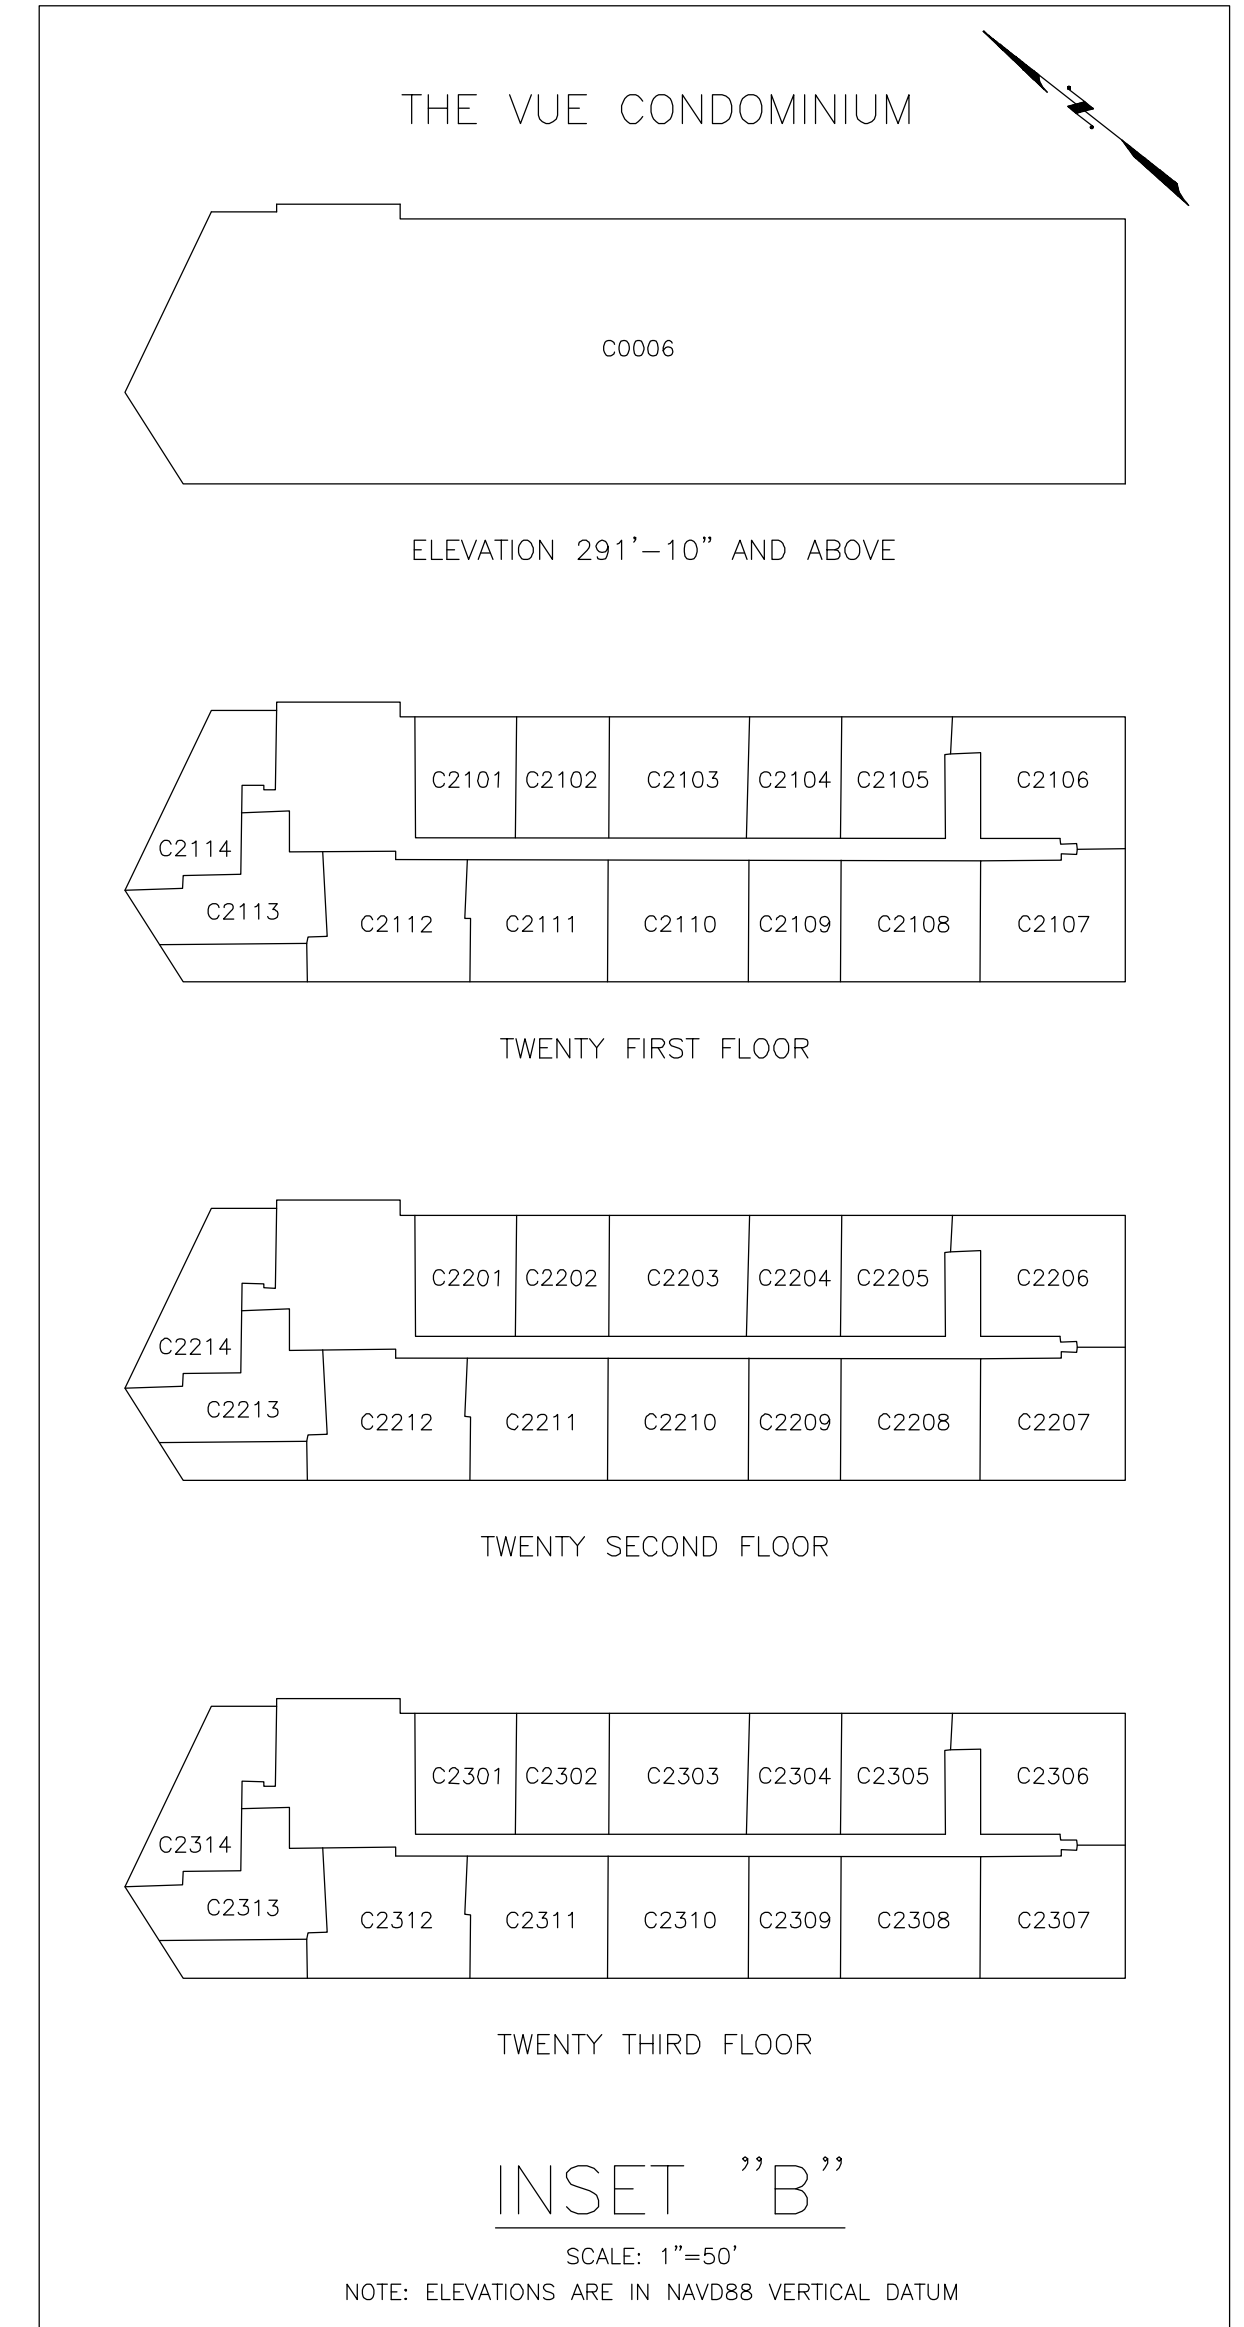 THE VUE CONDOMINIUM
C0006
ELEVATION 291'-10" AND ABOVE
C2101 C2102 C2103 C2104 C2105 C2106
C2114
C2113 C2112 C2111 C2110 C2109 C2108 C2107
TWENTY FIRST FLOOR
C2201 C2202 C2203 C2204 C2205 C2206
C2214
C2213 C2212 C2211 C2210 C2209 C2208 C2207
TWENTY SECOND FLOOR
C2301 C2302 C2303 C2304 C2305 C2306
C2314
C2313 C2312 C2311 C2310 C2309 C2308 C2307
TWENTY THIRD FLOOR
INSET "B"
SCALE: 1"=50'
NOTE: ELEVATIONS ARE IN NAVD88 VERTICAL DATUM